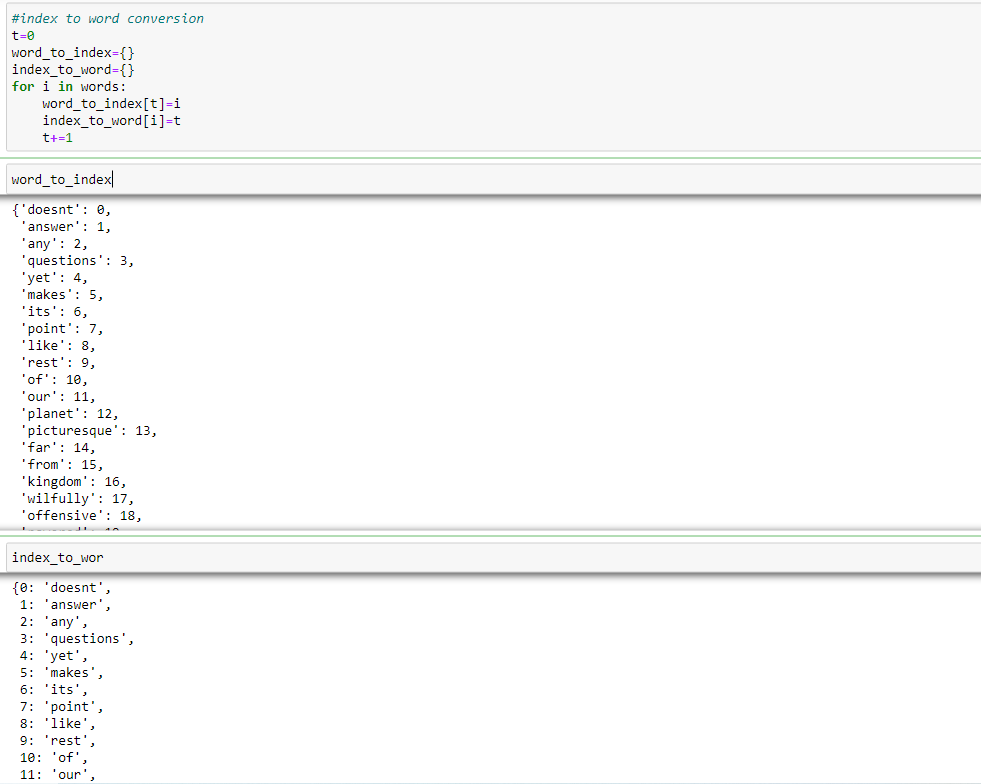 #index to word conversion
t=0
word_to_index={}
index_to_word={}
for i in words:
    word_to_index[t]=i
    index_to_word[i]=t
    t+=1
word_to_index
{'doesnt': 0,
 'answer': 1,
 'any': 2,
 'questions': 3,
 'yet': 4,
 'makes': 5,
 'its': 6,
 'point': 7,
 'like': 8,
 'rest': 9,
 'of': 10,
 'our': 11,
 'planet': 12,
 'picturesque': 13,
 'far': 14,
 'from': 15,
 'kingdom': 16,
 'wilfully': 17,
 'offensive': 18,
index_to_wor
{0: 'doesnt',
 1: 'answer',
 2: 'any',
 3: 'questions',
 4: 'yet',
 5: 'makes',
 6: 'its',
 7: 'point',
 8: 'like',
 9: 'rest',
 10: 'of',
 11: 'our',